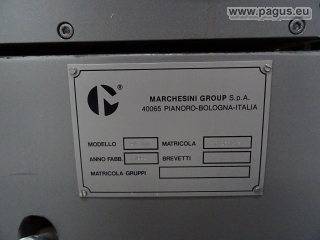 www.pagus.eu
®
MARCHESINI GROUP S.p.A.
40065 PIANORO-BOLOGNA-ITALIA
MODELLO MATRICOLA
ANNO FABB. BREVETTI
MATRICOLA GRUPPI